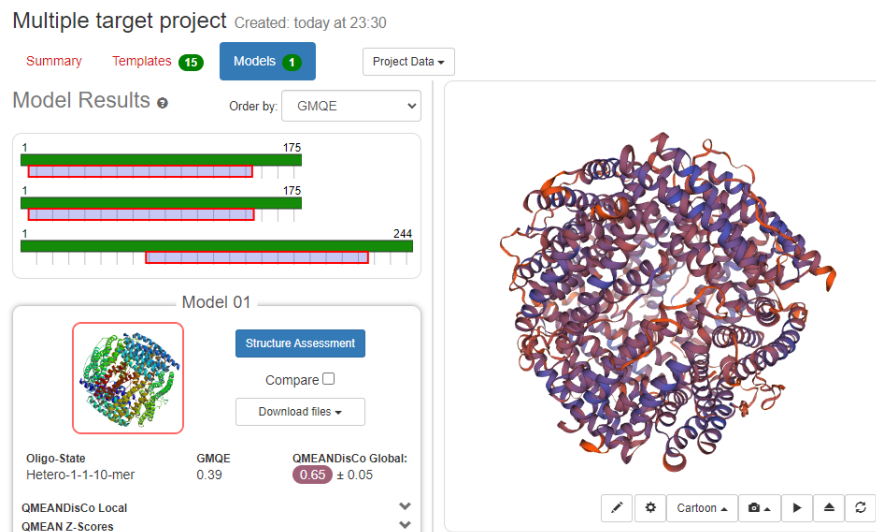 Multiple target project Created: today at 23:30
Summary Templates 15 Models 1 Project Data
Model Results Order by: GMQE
1 175
1 175
1 244
Model 01
Structure Assessment
Compare
Download files
Oligo-State GMQE QMEANDisCo Global:
Hetero-1-1-10-mer 0.39 0.65 ± 0.05
QMEANDisCo Local
QMEAN Z-Scores
Cartoon